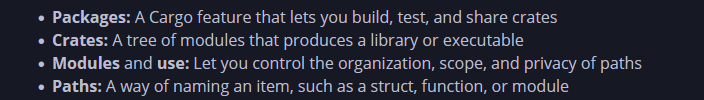 • Packages: A Cargo feature that lets you build, test, and share crates
• Crates: A tree of modules that produces a library or executable
• Modules and use: Let you control the organization, scope, and privacy of paths
• Paths: A way of naming an item, such as a struct, function, or module